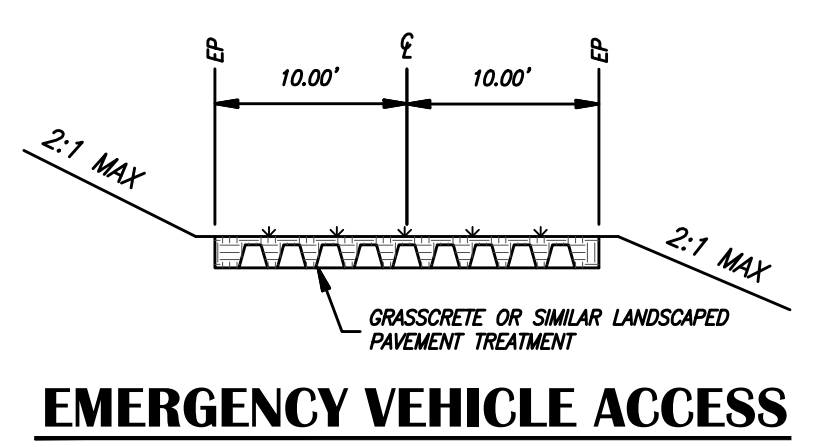 EP
℄
EP
10.00'
10.00'
2:1 MAX
2:1 MAX
GRASSCRETE OR SIMILAR LANDSCAPED
PAVEMENT TREATMENT
EMERGENCY VEHICLE ACCESS